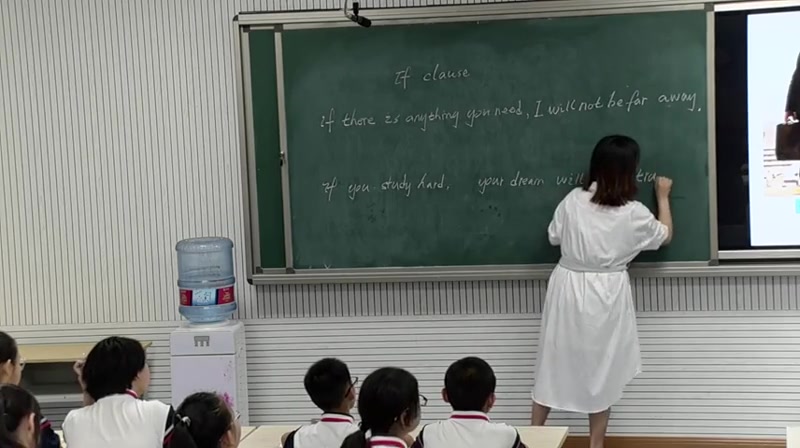 If clause
if there is anything you need, I will not be far away.
if you study hard, your dream will tru